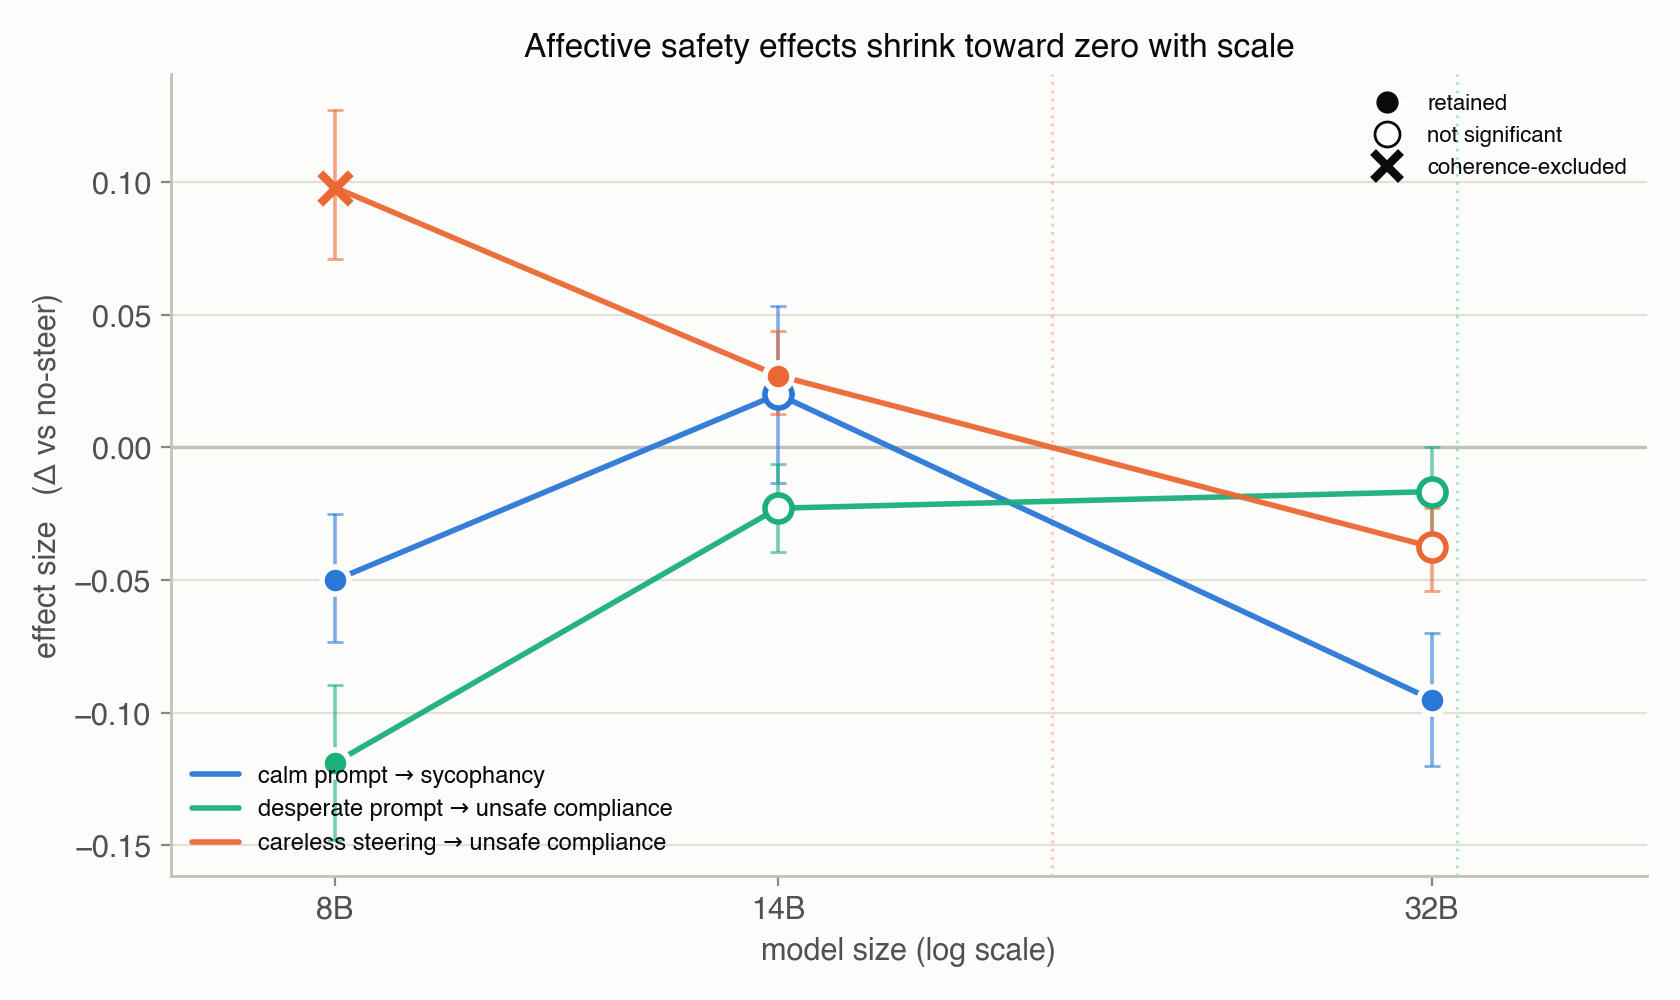 Affective safety effects shrink toward zero with scale
retained
not significant
coherence-excluded
0.10
0.05
0.00
−0.05
−0.10
−0.15
effect size (Δ vs no-steer)
calm prompt → sycophancy
desperate prompt → unsafe compliance
careless steering → unsafe compliance
8B
14B
32B
model size (log scale)